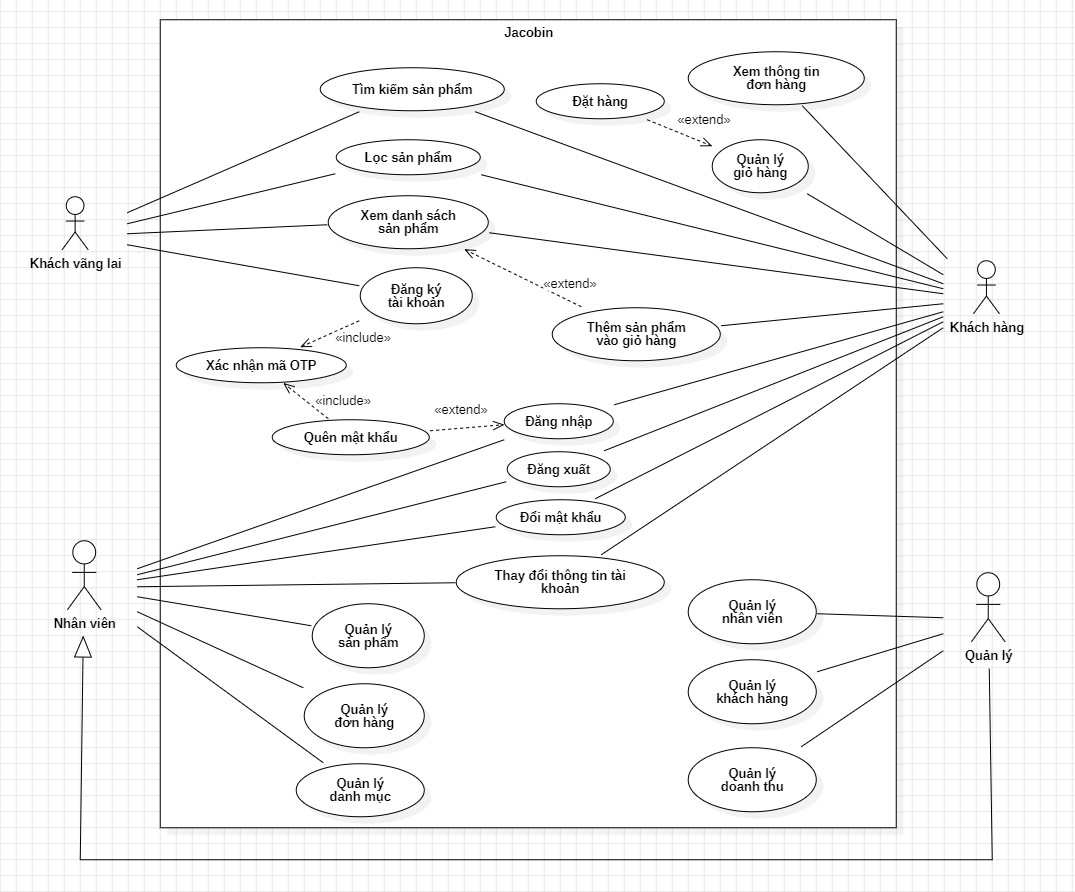 Jacobin
Tìm kiếm sản phẩm
Đặt hàng
Xem thông tin
đơn hàng
«extend»
Lọc sản phẩm
Quản lý
giỏ hàng
Xem danh sách
sản phẩm
Khách vãng lai
Đăng ký
tài khoản
«extend»
Khách hàng
Thêm sản phẩm
vào giỏ hàng
«include»
Xác nhận mã OTP
«include»
«extend»
Đăng nhập
Quên mật khẩu
Đăng xuất
Đổi mật khẩu
Thay đổi thông tin tài
khoản
Nhân viên
Quản lý
nhân viên
Quản lý
sản phẩm
Quản lý
Quản lý
khách hàng
Quản lý
đơn hàng
Quản lý
doanh thu
Quản lý
danh mục